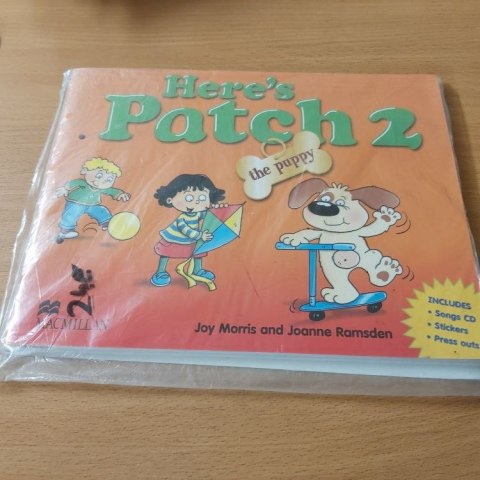 Here's
Patch 2
the puppy
Joy Morris and Joanne Ramsden
INCLUDES
• Songs CD
• Stickers
• Press outs
MACMILLAN